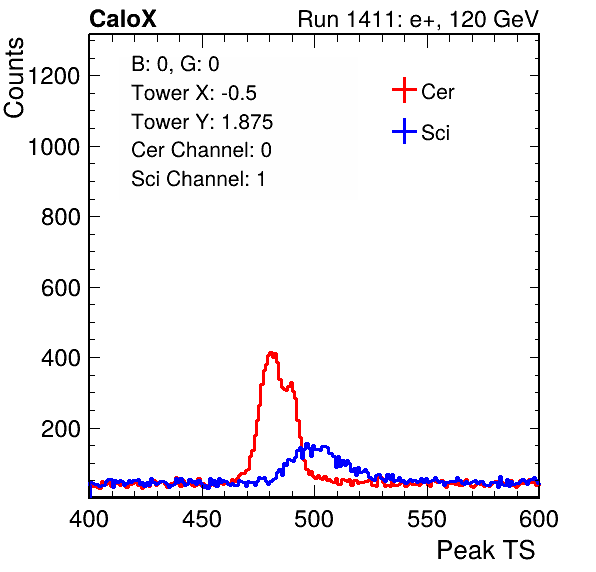 CaloX Run 1411: e+, 120 GeV
Counts
B: 0, G: 0
Tower X: -0.5
Tower Y: 1.875
Cer Channel: 0
Sci Channel: 1
Cer
Sci
1200
1000
800
600
400
200
400 450 500 550 600
Peak TS